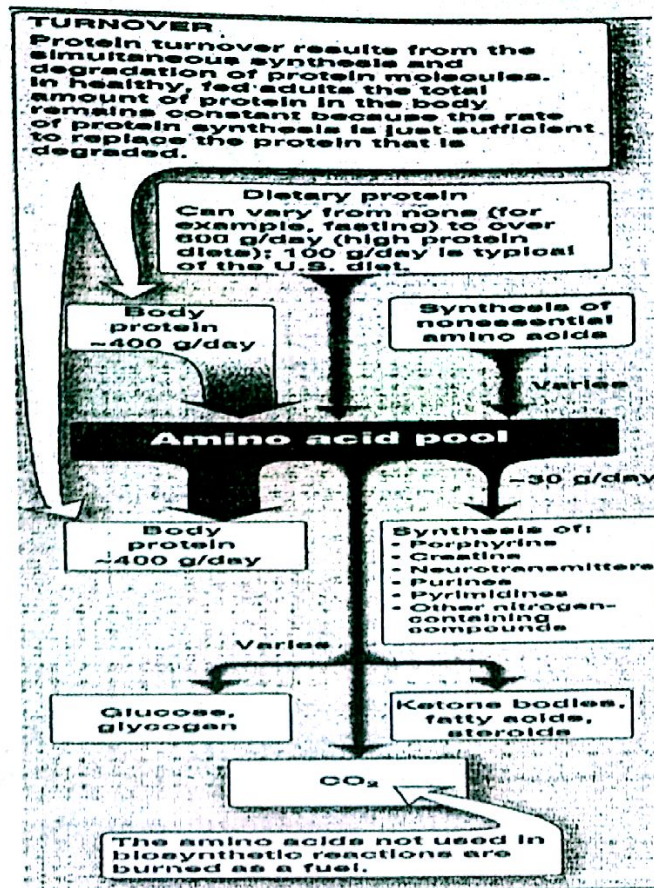 TURNOVER
Protein turnover results from the
simultaneous synthesis and
degradation of protein molecules.
In healthy, fed adults the total
amount of protein in the body
remains constant because the rate
of protein synthesis is just sufficient
to replace the protein that is
degraded.
Dietary protein
Can vary from none (for
example, fasting) to over
600 g/day (high protein
diets); 100 g/day is typical
of the U.S. diet.
Body
protein
~400 g/day
Synthesis of
nonessential
amino acids
Varies
Amino acid pool
~30 g/day
Body
protein
~400 g/day
Synthesis of:
• Porphyrins
• Creatine
• Neurotransmitters
• Purines
• Pyrimidines
• Other nitrogen-
containing
compounds
Varies
Glucose,
glycogen
Ketone bodies,
fatty acids,
steroids
CO₂
The amino acids not used in
biosynthetic reactions are
burned as a fuel.